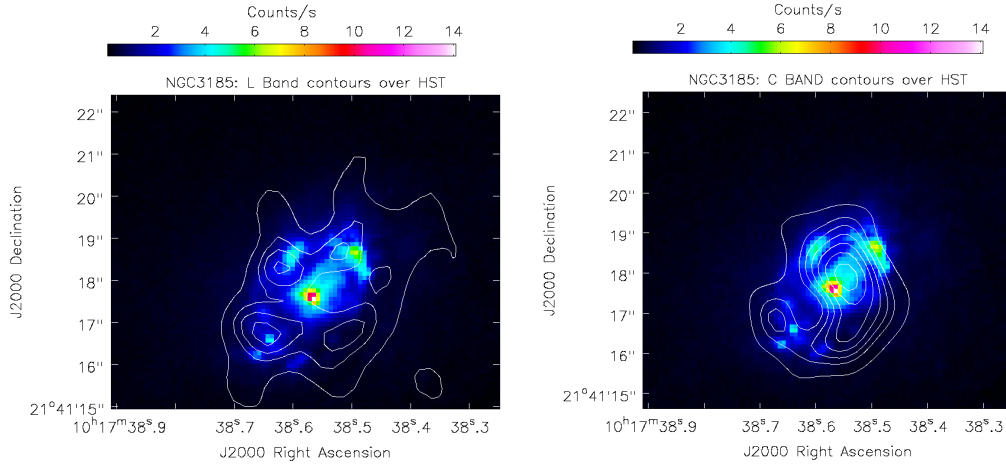 Counts/s
2 4 6 8 10 12 14
NGC3185: L Band contours over HST
J2000 Declination
22"
21"
20"
19"
18"
17"
16"
21°41'15"
10ʰ17ᵐ38ˢ.9 38ˢ.7 38ˢ.6 38ˢ.5 38ˢ.4 38ˢ.3
J2000 Right Ascension
Counts/s
2 4 6 8 10 12 14
NGC3185: C BAND contours over HST
J2000 Declination
22"
21"
20"
19"
18"
17"
16"
21°41'15"
10ʰ17ᵐ38ˢ.9 38ˢ.7 38ˢ.6 38ˢ.5 38ˢ.4 38ˢ.3
J2000 Right Ascension